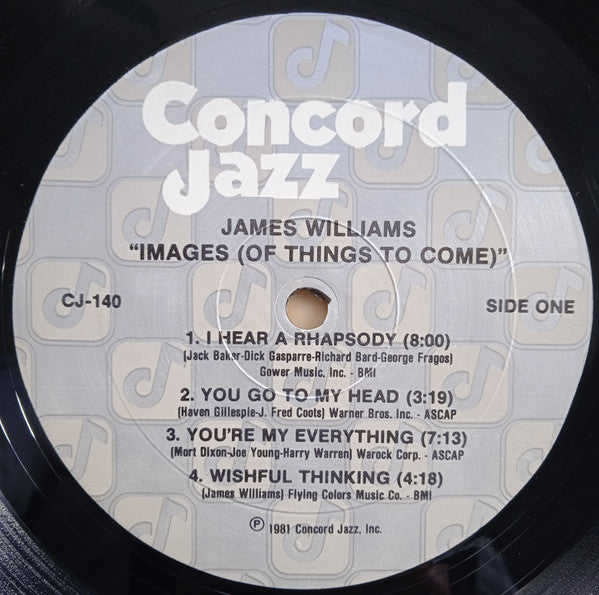 Concord
Jazz
JAMES WILLIAMS
“IMAGES (OF THINGS TO COME)”
CJ-140
SIDE ONE
1. I HEAR A RHAPSODY (8:00)
(Jack Baker-Dick Gasparre-Richard Bard-George Fragos)
Gower Music, Inc. - BMI
2. YOU GO TO MY HEAD (3:19)
(Haven Gillespie-J. Fred Coots) Warner Bros. Inc. - ASCAP
3. YOU'RE MY EVERYTHING (7:13)
(Mort Dixon-Joe Young-Harry Warren) Warock Corp. - ASCAP
4. WISHFUL THINKING (4:18)
(James Williams) Flying Colors Music Co. - BMI
℗ 1981 Concord Jazz, Inc.